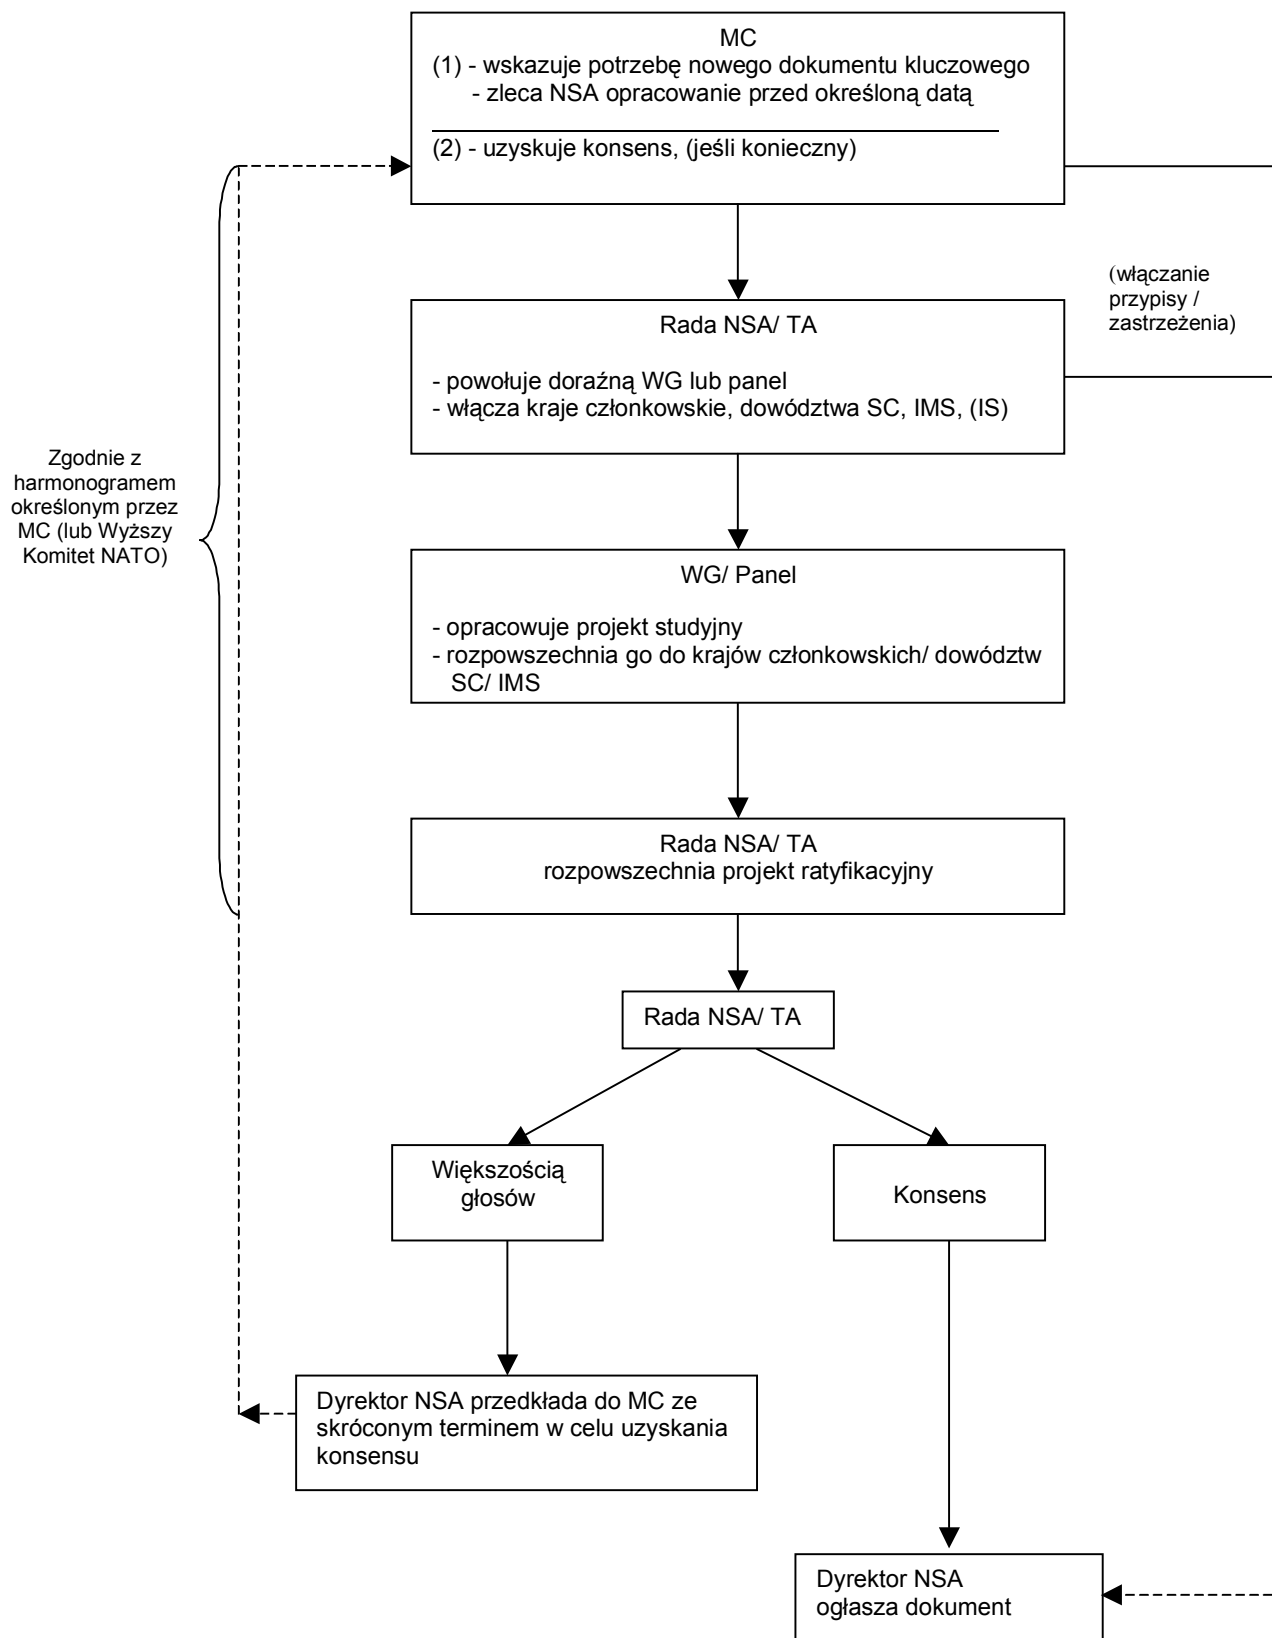 MC
(1) - wskazuje potrzebę nowego dokumentu kluczowego
- zleca NSA opracowanie przed określoną datą
(2) - uzyskuje konsens, (jeśli konieczny)
(włączanie
przypisy /
zastrzeżenia)
Rada NSA/ TA
- powołuje doraźną WG lub panel
- włącza kraje członkowskie, dowództwa SC, IMS, (IS)
Zgodnie z
harmonogramem
określonym przez
MC (lub Wyższy
Komitet NATO)
WG/ Panel
- opracowuje projekt studyjny
- rozpowszechnia go do krajów członkowskich/ dowództw
SC/ IMS
Rada NSA/ TA
rozpowszechnia projekt ratyfikacyjny
Rada NSA/ TA
Większością
głosów
Konsens
Dyrektor NSA przedkłada do MC ze
skróconym terminem w celu uzyskania
konsensu
Dyrektor NSA
ogłasza dokument